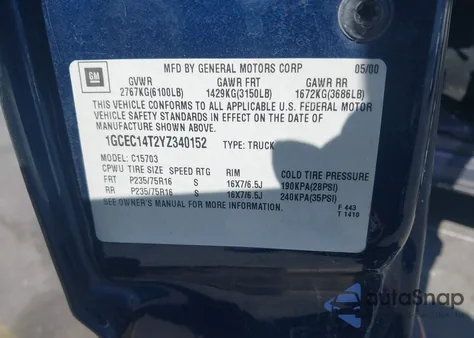 GM
MFD BY GENERAL MOTORS CORP 05/00
GVWR GAWR FRT GAWR RR
2767KG(6100LB) 1429KG(3150LB) 1672KG(3686LB)
THIS VEHICLE CONFORMS TO ALL APPLICABLE U.S. FEDERAL MOTOR
VEHICLE SAFETY STANDARDS IN EFFECT ON THE DATE OF
MANUFACTURE SHOWN ABOVE.
1GCEC14T2YZ340152 TYPE: TRUCK
MODEL: C15703
CPWU TIRE SIZE SPEED RTG RIM COLD TIRE PRESSURE
FRT P235/75R16 S 16X7/6.5J 190KPA(28PSI)
RR P235/75R16 S 16X7/6.5J 240KPA(35PSI)
SEE OWNER'S MANUAL FOR MORE INFORMATION.
F 443
T 1410
AutoSnap